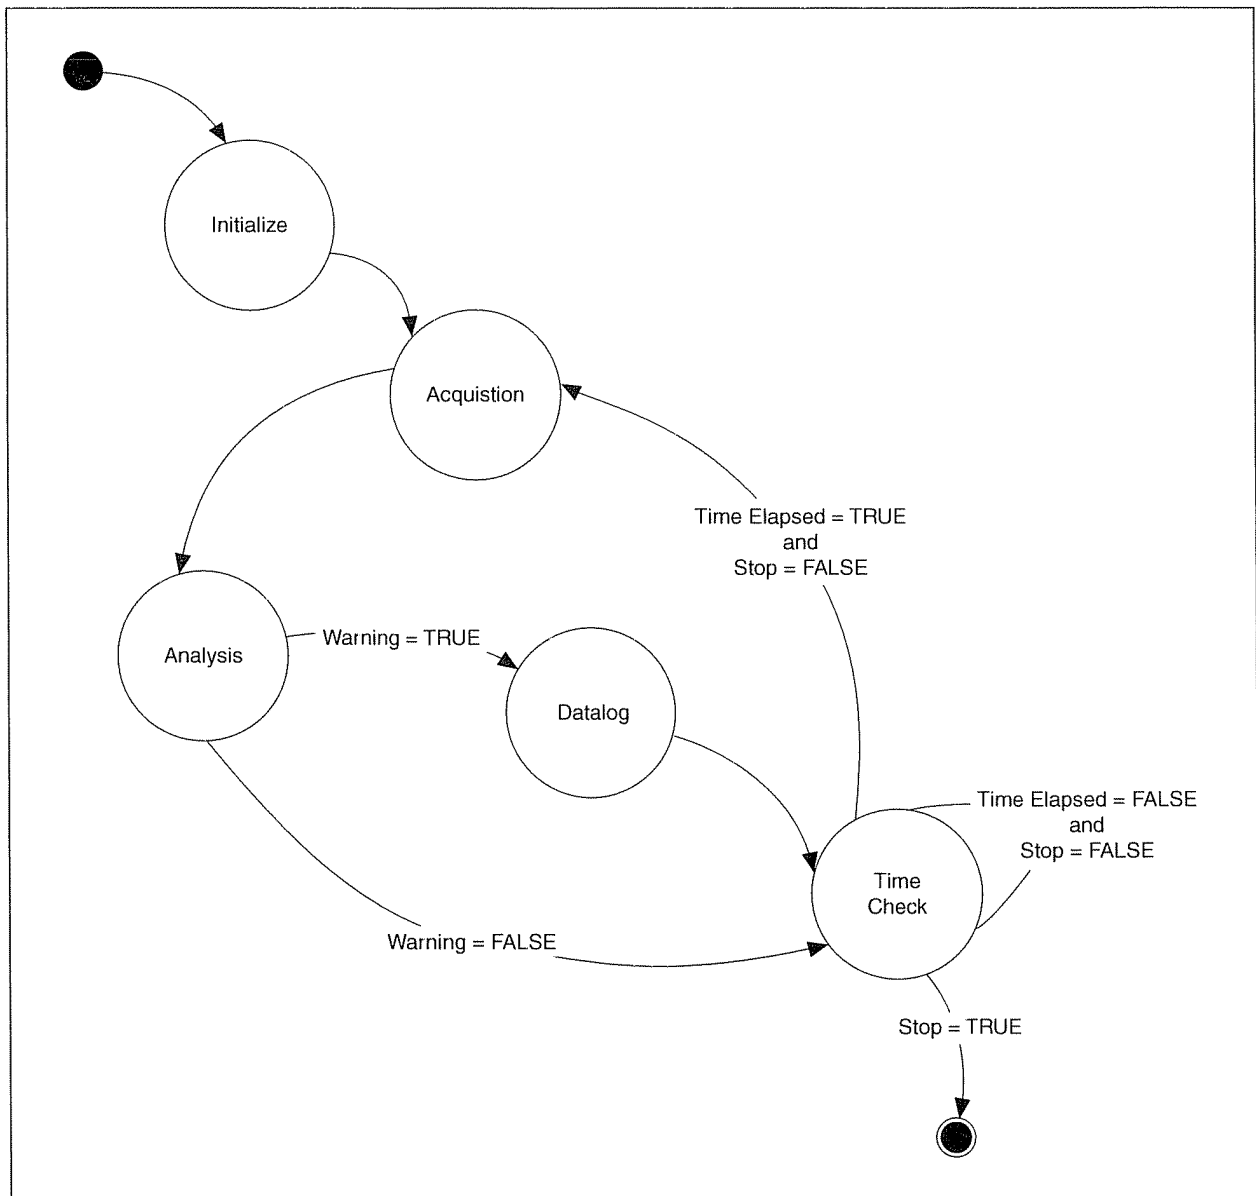 Initialize
Acquistion
Time Elapsed = TRUE
and
Stop = FALSE
Analysis
Warning = TRUE
Datalog
Time Elapsed = FALSE
and
Stop = FALSE
Time
Check
Warning = FALSE
Stop = TRUE